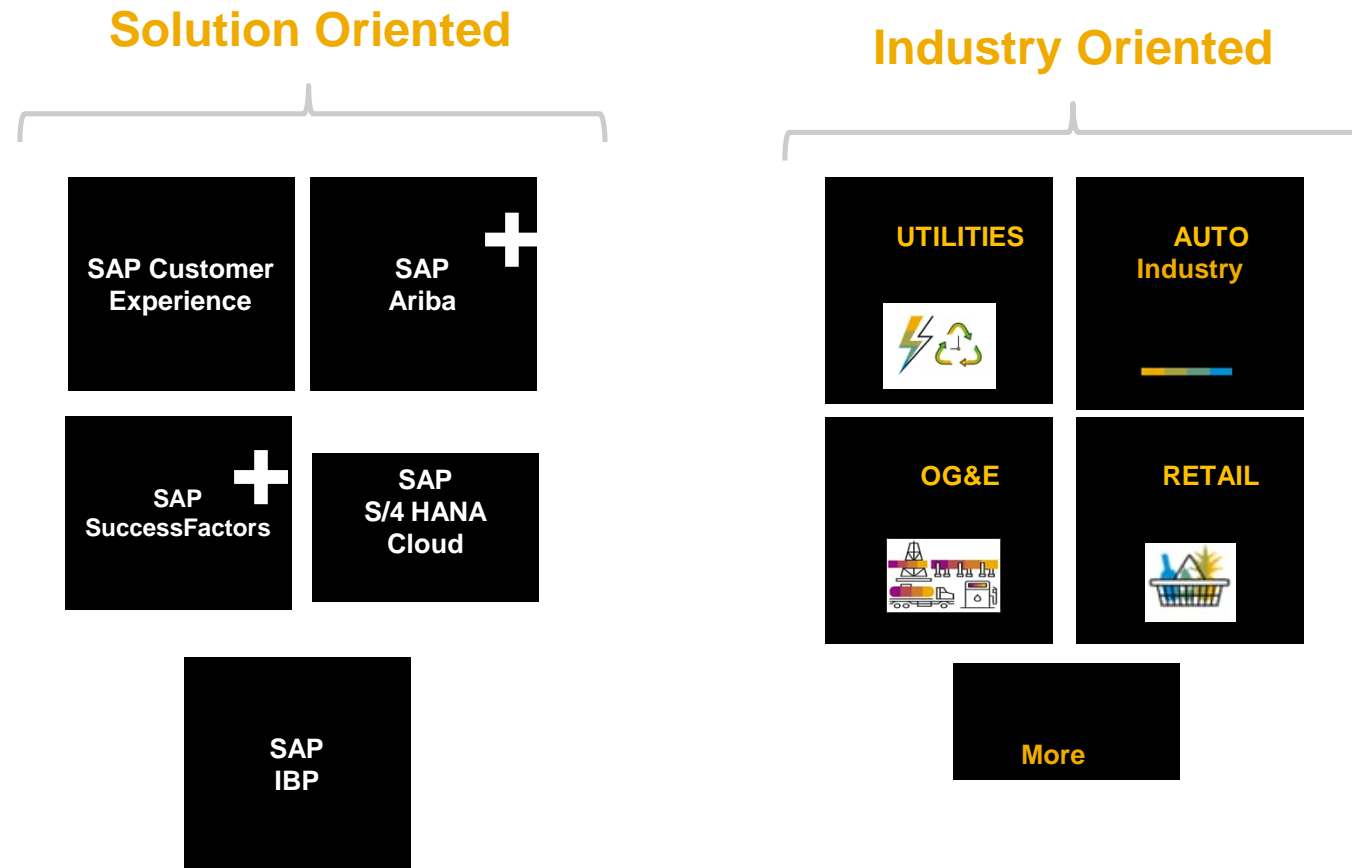 Solution Oriented
SAP Customer
Experience
SAP
Ariba
SAP
SuccessFactors
SAP
S/4 HANA
Cloud
SAP
IBP
Industry Oriented
UTILITIES
AUTO
Industry
OG&E
RETAIL
More